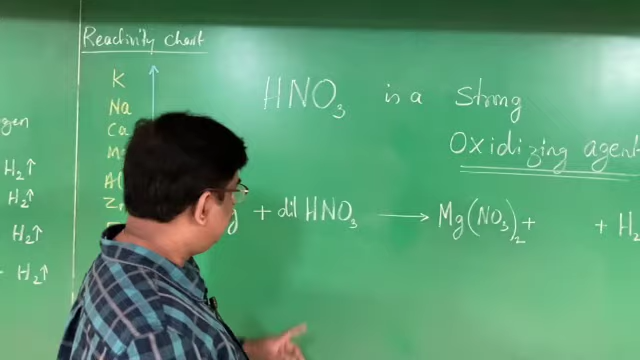 Reactivity chart
K
Na
Ca
Zn
H₂↑
H₂↑
H₂↑
H₂↑
HNO₃ is a Strong
Oxidizing agent
g + dil HNO₃ ⟶ Mg(NO₃)₂ + + H₂